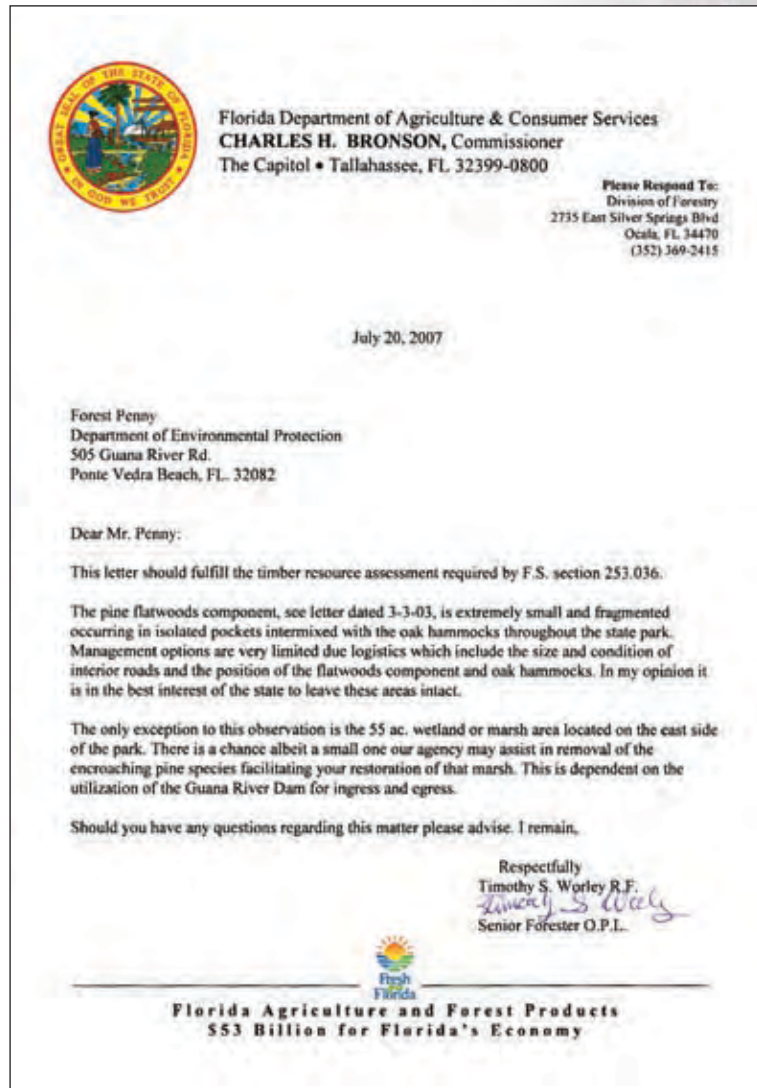 GREAT SEAL OF THE STATE OF FLORIDA
IN GOD WE TRUST
Florida Department of Agriculture & Consumer Services
CHARLES H. BRONSON, Commissioner
The Capitol • Tallahassee, FL 32399-0800
Please Respond To:
Division of Forestry
2735 East Silver Springs Blvd
Ocala, FL 34470
(352) 369-2415
July 20, 2007
Forest Penny
Department of Environmental Protection
505 Guana River Rd.
Ponte Vedra Beach, FL. 32082
Dear Mr. Penny:
This letter should fulfill the timber resource assessment required by F.S. section 253.036.
The pine flatwoods component, see letter dated 3-3-03, is extremely small and fragmented
occurring in isolated pockets intermixed with the oak hammocks throughout the state park.
Management options are very limited due logistics which include the size and condition of
interior roads and the position of the flatwoods component and oak hammocks. In my opinion it
is in the best interest of the state to leave these areas intact.
The only exception to this observation is the 55 ac. wetland or marsh area located on the east side
of the park. There is a chance albeit a small one our agency may assist in removal of the
encroaching pine species facilitating your restoration of that marsh. This is dependent on the
utilization of the Guana River Dam for ingress and egress.
Should you have any questions regarding this matter please advise. I remain,
Respectfully
Timothy S. Worley R.F.
Timothy S Worley
Senior Forester O.P.L.
Fresh
Florida
Florida Agriculture and Forest Products
$53 Billion for Florida's Economy